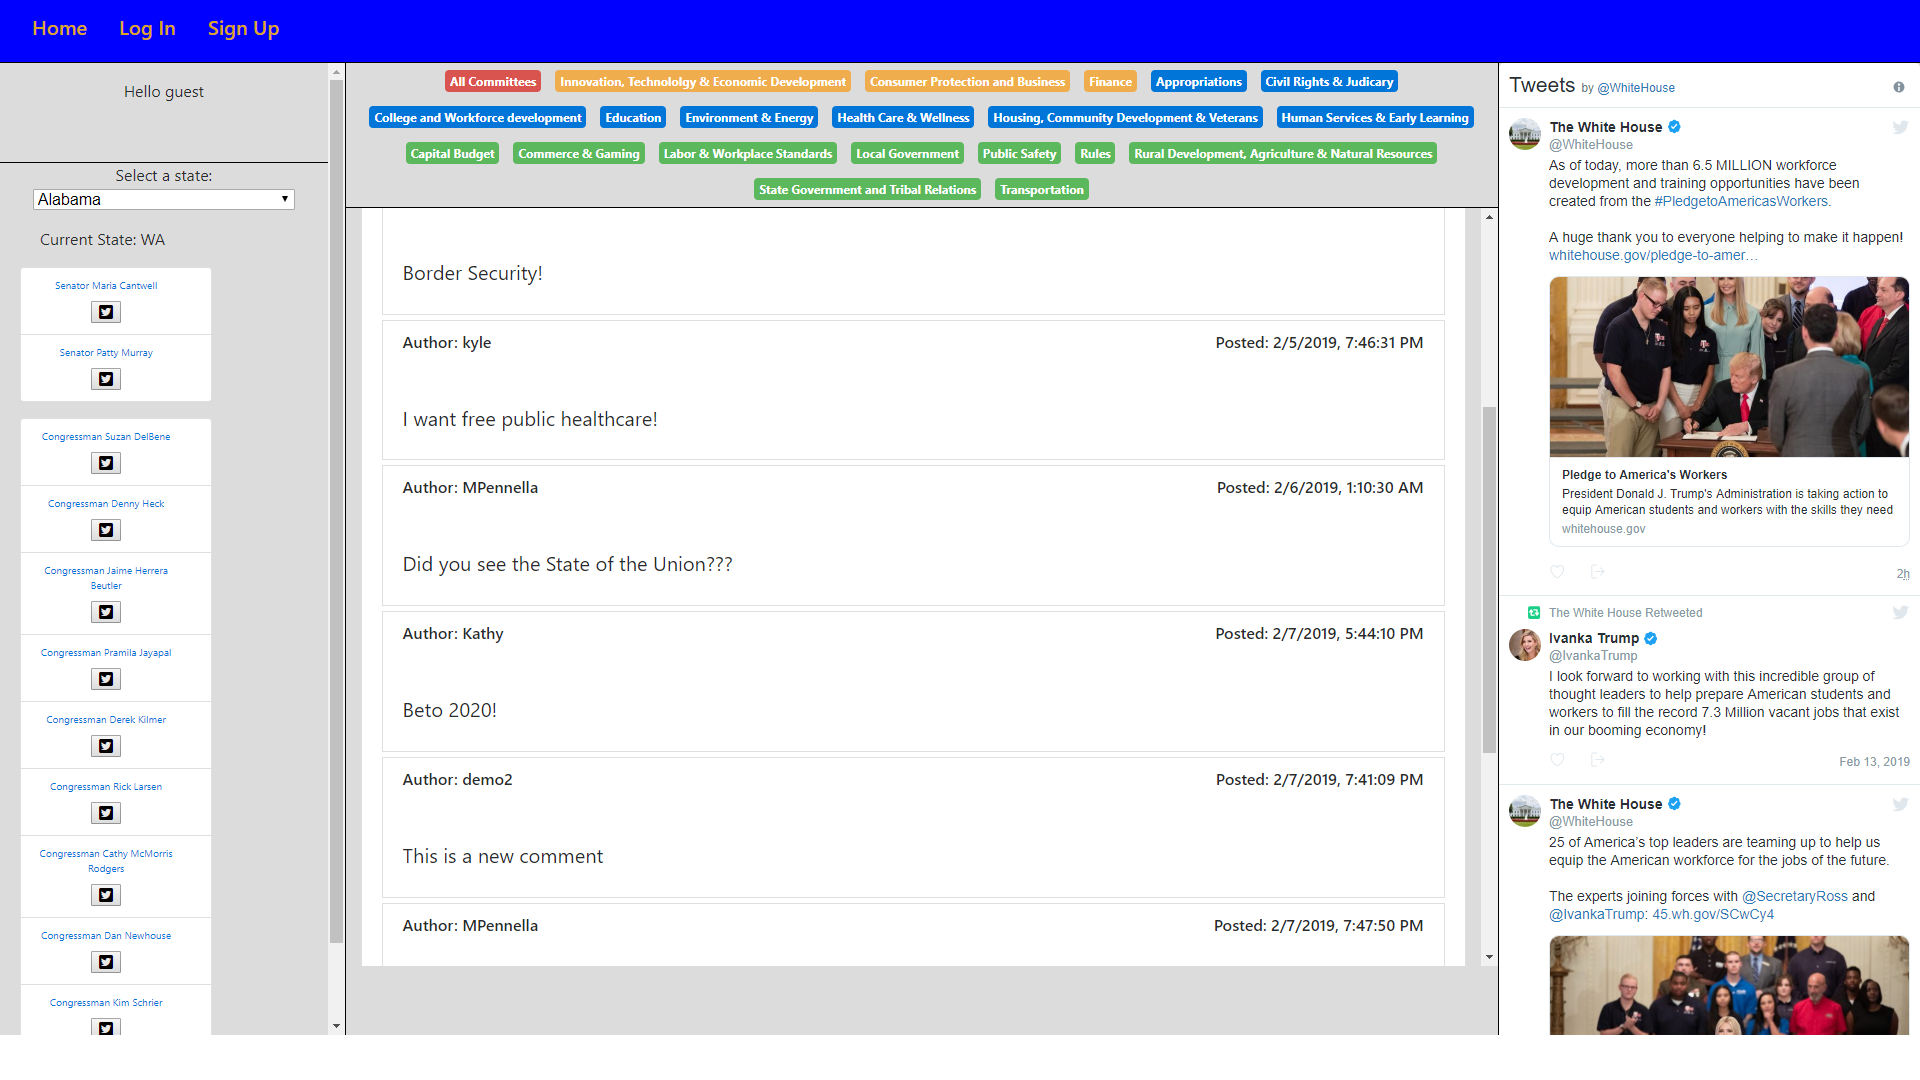 Home Log In Sign Up
Hello guest
Select a state:
Alabama
Current State: WA
Senator Maria Cantwell
Senator Patty Murray
Congressman Suzan DelBene
Congressman Denny Heck
Congressman Jaime Herrera
Beutler
Congressman Pramila Jayapal
Congressman Derek Kilmer
Congressman Rick Larsen
Congressman Cathy McMorris
Rodgers
Congressman Dan Newhouse
Congressman Kim Schrier
All Committees Innovation, Technololgy & Economic Development Consumer Protection and Business Finance Appropriations Civil Rights & Judicary
College and Workforce development Education Environment & Energy Health Care & Wellness Housing, Community Development & Veterans Human Services & Early Learning
Capital Budget Commerce & Gaming Labor & Workplace Standards Local Government Public Safety Rules Rural Development, Agriculture & Natural Resources
State Government and Tribal Relations Transportation
Border Security!
Author: kyle Posted: 2/5/2019, 7:46:31 PM
I want free public healthcare!
Author: MPennella Posted: 2/6/2019, 1:10:30 AM
Did you see the State of the Union???
Author: Kathy Posted: 2/7/2019, 5:44:10 PM
Beto 2020!
Author: demo2 Posted: 2/7/2019, 7:41:09 PM
This is a new comment
Author: MPennella Posted: 2/7/2019, 7:47:50 PM
Tweets by @WhiteHouse
The White House
@WhiteHouse
As of today, more than 6.5 MILLION workforce
development and training opportunities have been
created from the #PledgetoAmericasWorkers.
A huge thank you to everyone helping to make it happen!
whitehouse.gov/pledge-to-amer…
Pledge to America's Workers
President Donald J. Trump's Administration is taking action to
equip American students and workers with the skills they need
whitehouse.gov
2h
The White House Retweeted
Ivanka Trump
@IvankaTrump
I look forward to working with this incredible group of
thought leaders to help prepare American students and
workers to fill the record 7.3 Million vacant jobs that exist
in our booming economy!
Feb 13, 2019
The White House
@WhiteHouse
25 of America's top leaders are teaming up to help us
equip the American workforce for the jobs of the future.
The experts joining forces with @SecretaryRoss and
@IvankaTrump: 45.wh.gov/SCwCy4